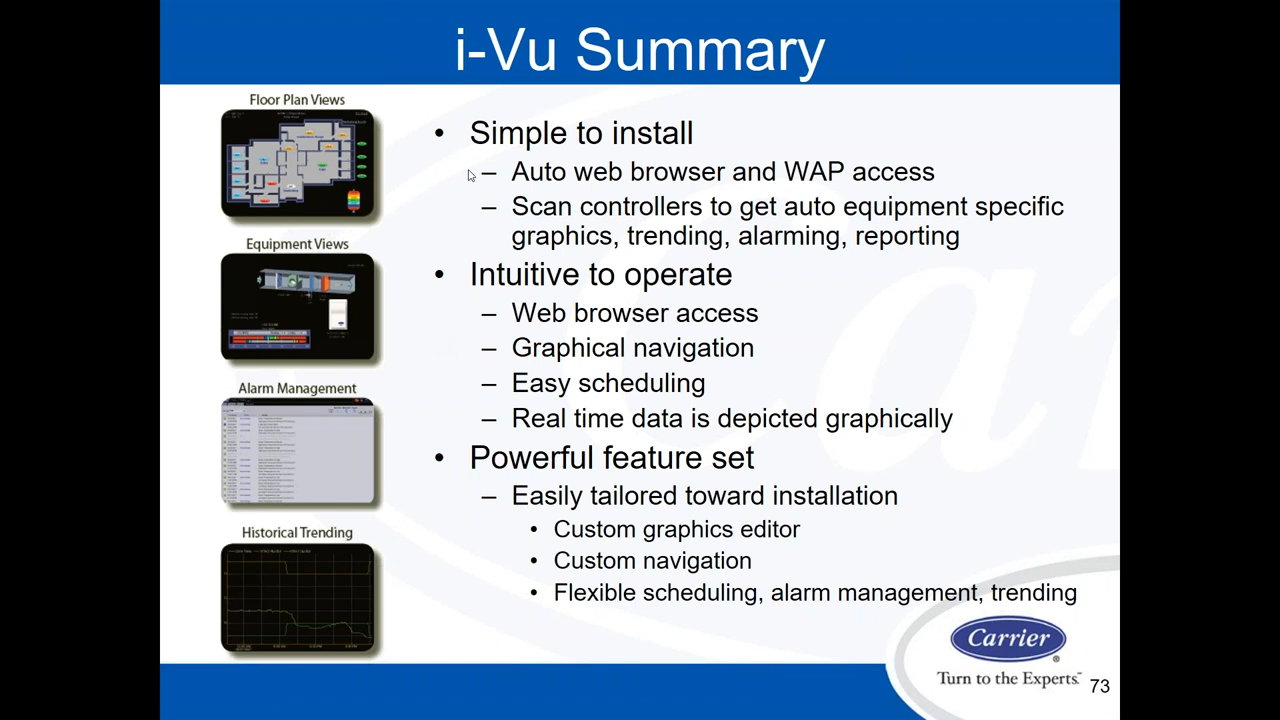 i-Vu Summary
Floor Plan Views
Equipment Views
Alarm Management
Historical Trending
• Simple to install
– Auto web browser and WAP access
– Scan controllers to get auto equipment specific
graphics, trending, alarming, reporting
• Intuitive to operate
– Web browser access
– Graphical navigation
– Easy scheduling
– Real time data is depicted graphically
• Powerful feature set
– Easily tailored toward installation
• Custom graphics editor
• Custom navigation
• Flexible scheduling, alarm management, trending
Carrier
®
Turn to the Experts.™
73